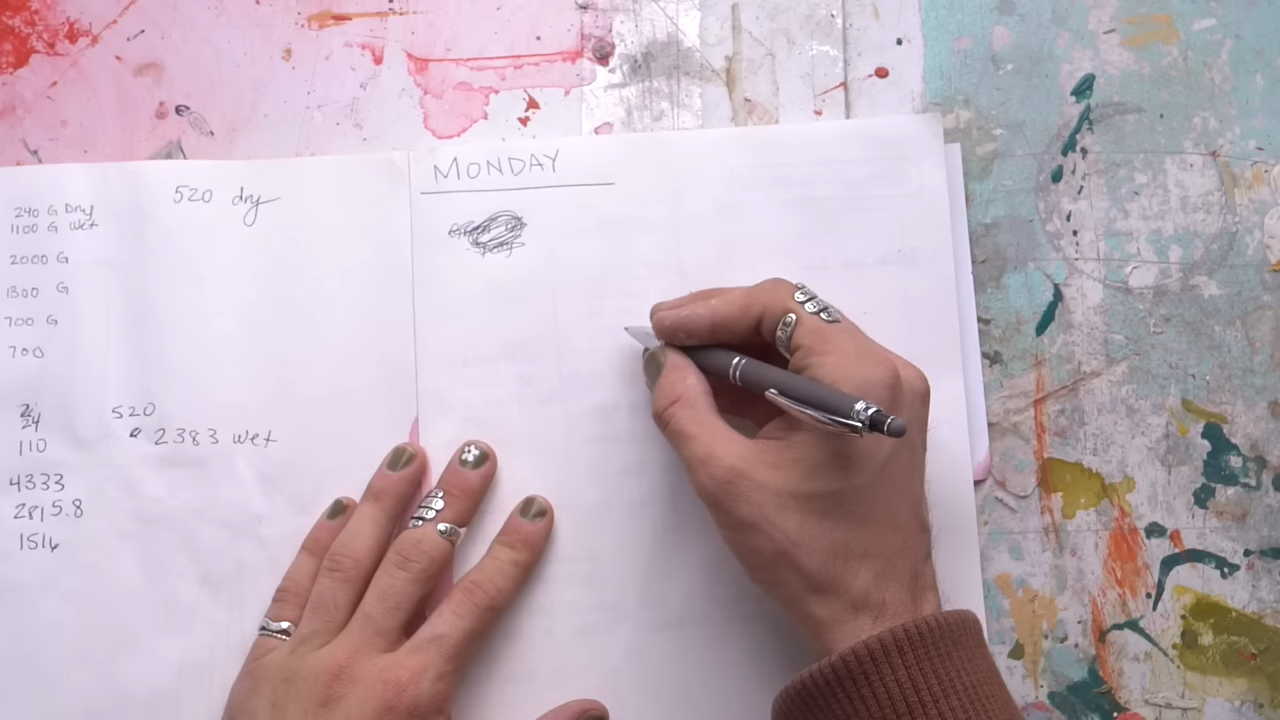 520 dry
240 G Dry
1100 G Wet
2000 G
1300 G
700 G
700
24
520
110
2383 wet
4333
2815.8
1516
MONDAY